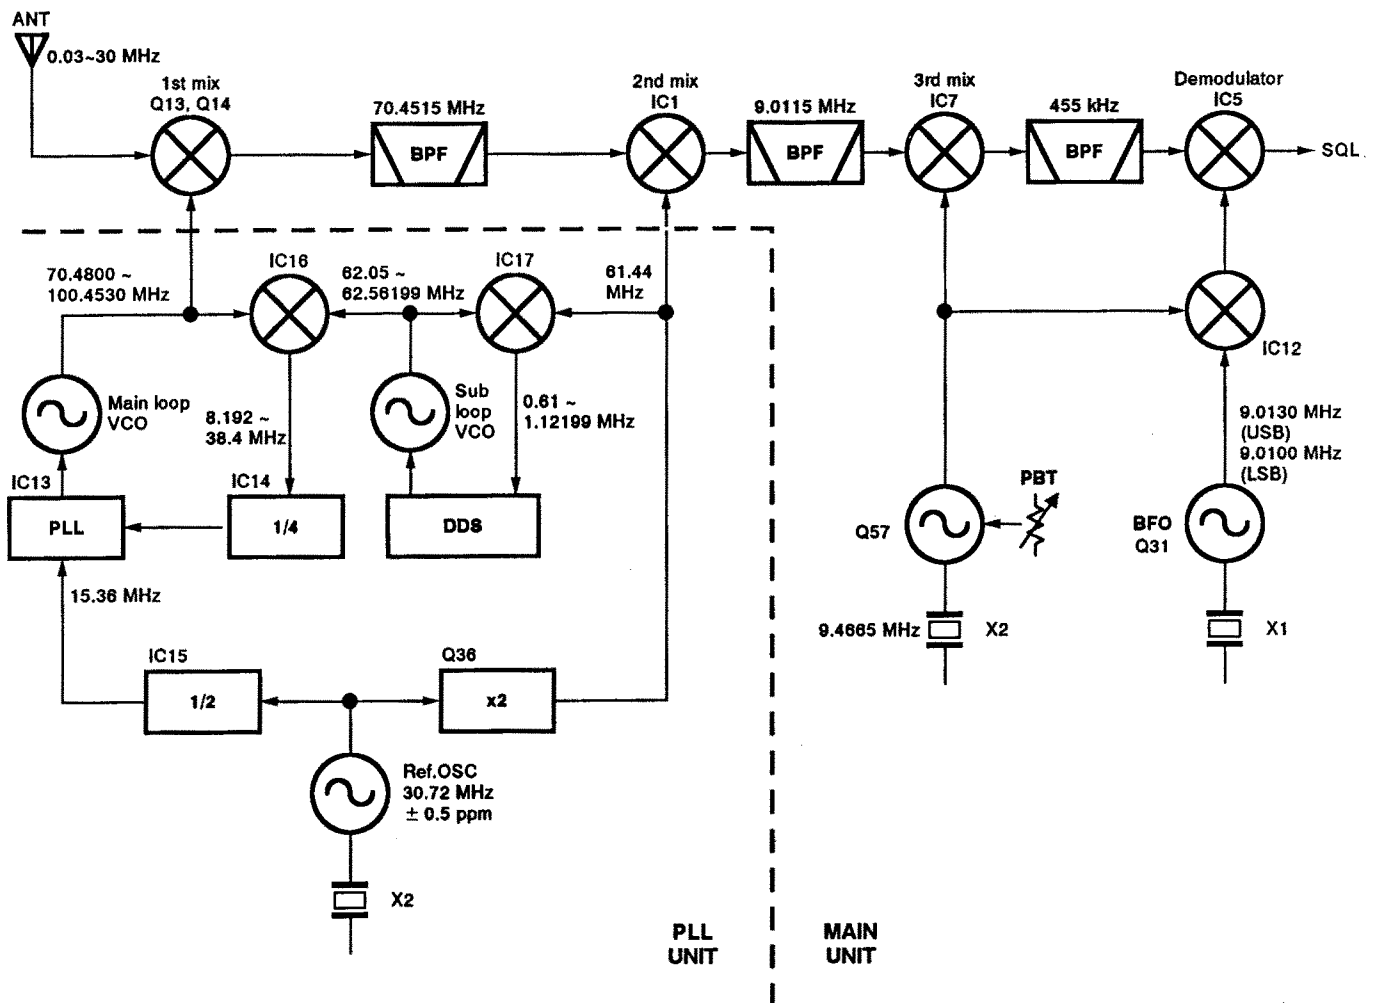 ANT
0.03~30 MHz
1st mix
Q13, Q14
70.4515 MHz
BPF
2nd mix
IC1
9.0115 MHz
BPF
3rd mix
IC7
455 kHz
BPF
Demodulator
IC5
SQL
70.4800 ~
100.4530 MHz
IC16
62.05 ~
62.56199 MHz
IC17
61.44
MHz
IC12
Main loop
VCO
8.192 ~
38.4 MHz
Sub
loop
VCO
0.61 ~
1.12199 MHz
9.0130 MHz
(USB)
9.0100 MHz
(LSB)
IC13
PLL
IC14
1/4
DDS
Q57
PBT
BFO
Q31
15.36 MHz
9.4665 MHz
X2
X1
IC15
1/2
Q36
x2
Ref.OSC
30.72 MHz
± 0.5 ppm
X2
PLL
UNIT
MAIN
UNIT